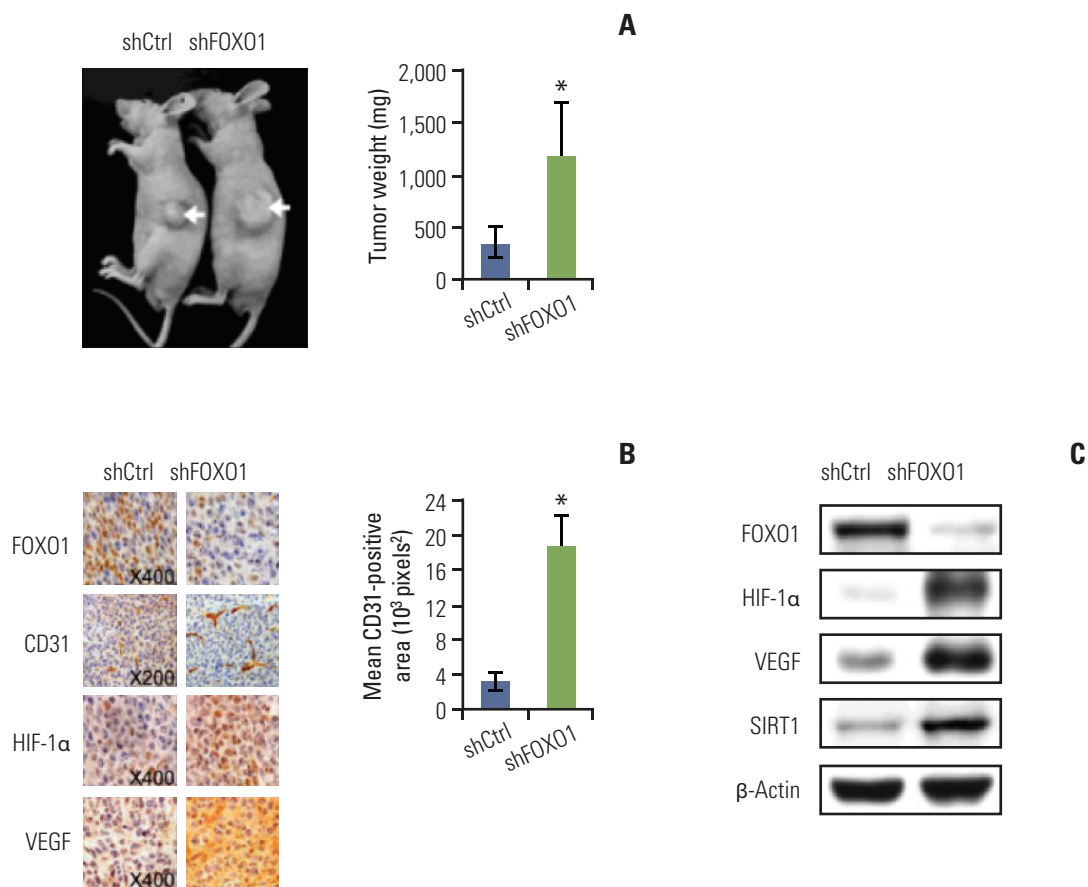 A
shCtrl shFOXO1
Tumor weight (mg)
2,000
1,500
1,000
500
0
*
shCtrl
shFOXO1
B
shCtrl shFOXO1
FOXO1
X400
CD31
X200
HIF-1α
X400
VEGF
X400
Mean CD31-positive
area (10³ pixels²)
24
20
16
12
8
4
0
*
shCtrl
shFOXO1
C
shCtrl shFOXO1
FOXO1
HIF-1α
VEGF
SIRT1
β-Actin